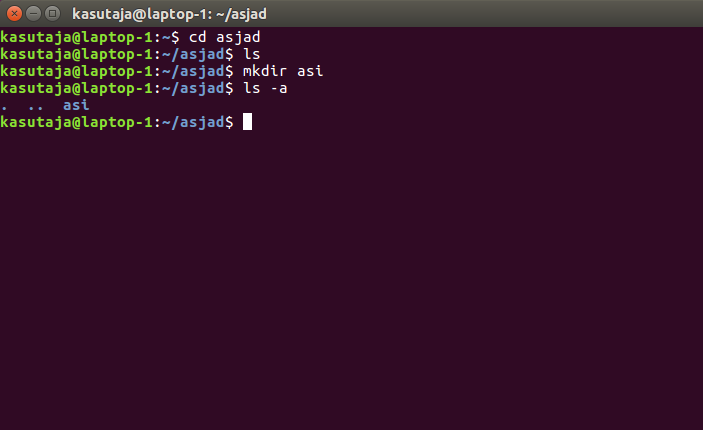 kasutaja@laptop-1: ~/asjad
kasutaja@laptop-1:~$ cd asjad
kasutaja@laptop-1:~/asjad$ ls
kasutaja@laptop-1:~/asjad$ mkdir asi
kasutaja@laptop-1:~/asjad$ ls -a
.  ..  asi
kasutaja@laptop-1:~/asjad$